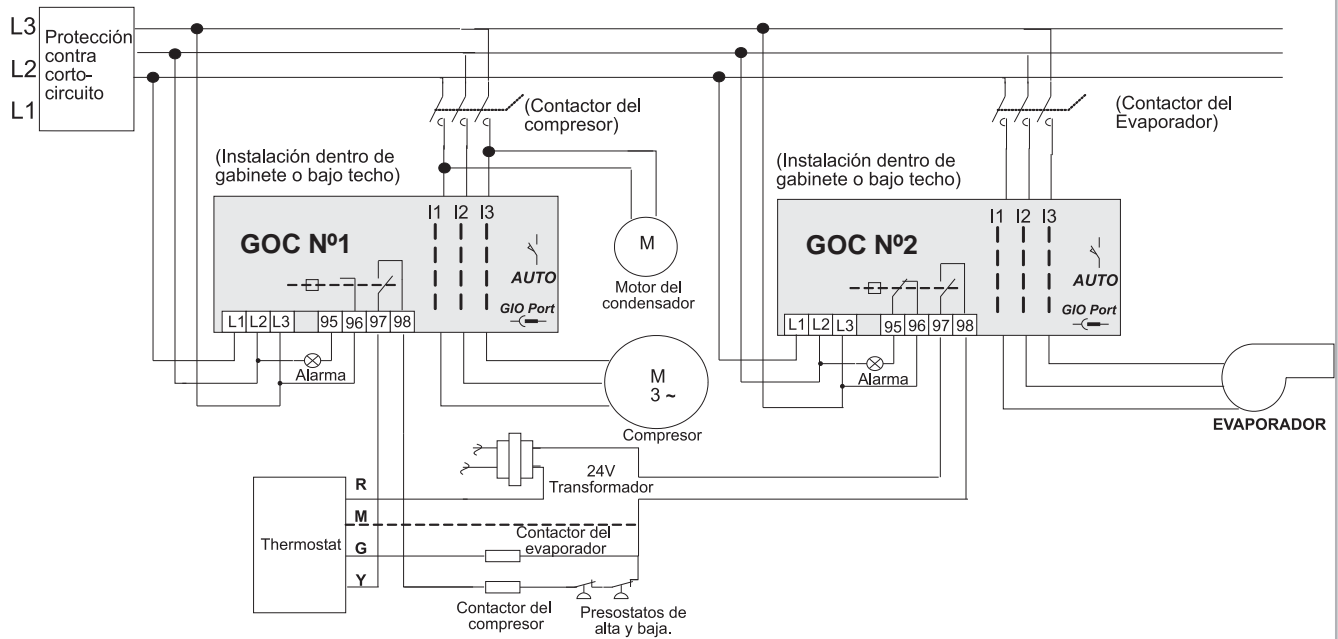 L3
L2
L1
Protección
contra
corto-
circuito
(Contactor del
compresor)
(Contactor del
Evaporador)
(Instalación dentro de
gabinete o bajo techo)
(Instalación dentro de
gabinete o bajo techo)
I1 I2 I3
GOC Nº1
AUTO
GIO Port
L1 L2 L3 95 96 97 98
Alarma
M
Motor del
condensador
M
3 ~
Compresor
I1 I2 I3
GOC Nº2
AUTO
GIO Port
L1 L2 L3 95 96 97 98
Alarma
EVAPORADOR
24V
Transformador
Thermostat
R
M
G
Y
Contactor del
evaporador
Contactor del
compresor
Presostatos de
alta y baja.